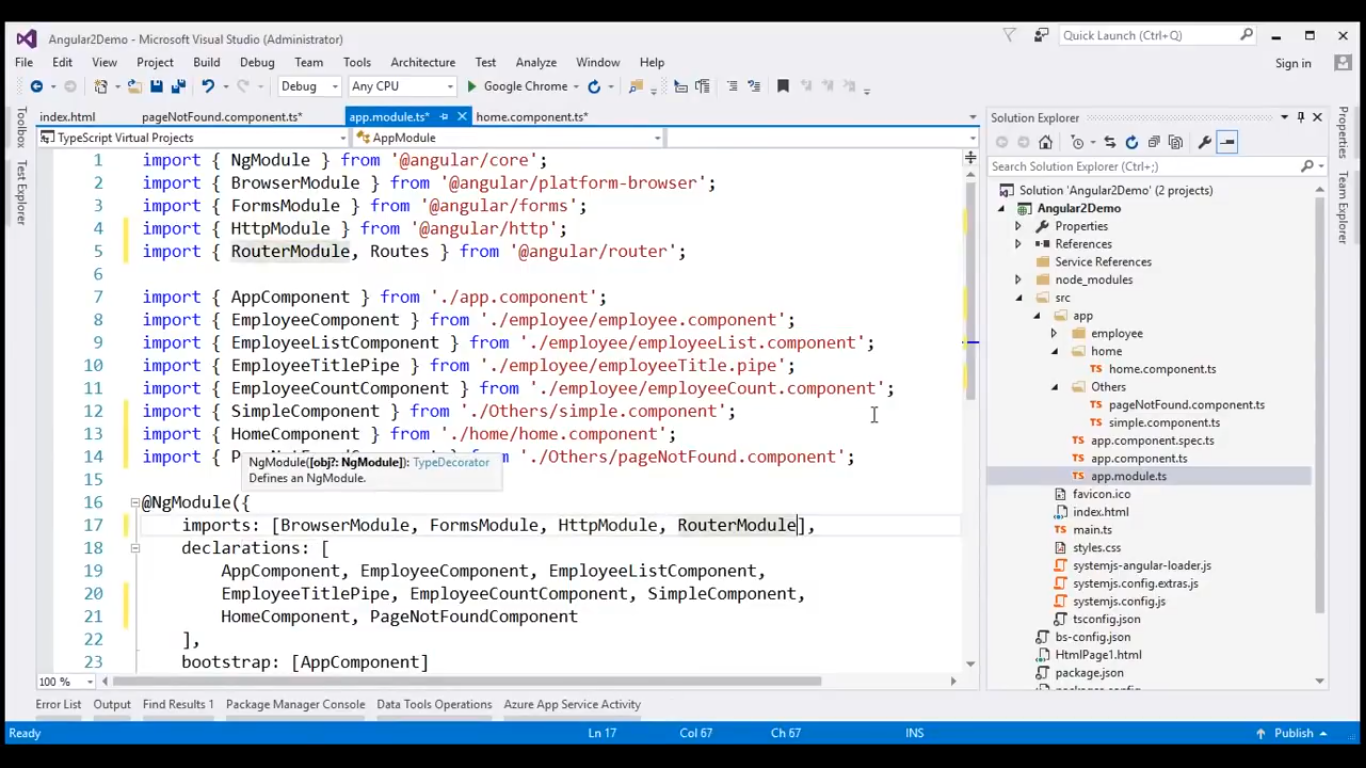 Angular2Demo - Microsoft Visual Studio (Administrator)
Quick Launch (Ctrl+Q)
File Edit View Project Build Debug Team Tools Architecture Test Analyze Window Help
Sign in
Debug Any CPU Google Chrome
index.html pageNotFound.component.ts* app.module.ts* home.component.ts*
TypeScript Virtual Projects AppModule
Toolbox
Test Explorer
1 import { NgModule } from '@angular/core';
2 import { BrowserModule } from '@angular/platform-browser';
3 import { FormsModule } from '@angular/forms';
4 import { HttpModule } from '@angular/http';
5 import { RouterModule, Routes } from '@angular/router';
6
7 import { AppComponent } from './app.component';
8 import { EmployeeComponent } from './employee/employee.component';
9 import { EmployeeListComponent } from './employee/employeeList.component';
10 import { EmployeeTitlePipe } from './employee/employeeTitle.pipe';
11 import { EmployeeCountComponent } from './employee/employeeCount.component';
12 import { SimpleComponent } from './Others/simple.component';
13 import { HomeComponent } from './home/home.component';
14 import { } from './Others/pageNotFound.component';
NgModule([obj?: NgModule]): TypeDecorator
Defines an NgModule.
15
16 @NgModule({
17 imports: [BrowserModule, FormsModule, HttpModule, RouterModule],
18 declarations: [
19 AppComponent, EmployeeComponent, EmployeeListComponent,
20 EmployeeTitlePipe, EmployeeCountComponent, SimpleComponent,
21 HomeComponent, PageNotFoundComponent
22 ],
23 bootstrap: [AppComponent]
100 %
Solution Explorer
Search Solution Explorer (Ctrl+;)
Solution 'Angular2Demo' (2 projects)
Angular2Demo
Properties
References
Service References
node_modules
src
app
employee
home
home.component.ts
Others
pageNotFound.component.ts
simple.component.ts
app.component.spec.ts
app.component.ts
app.module.ts
favicon.ico
index.html
main.ts
styles.css
systemjs-angular-loader.js
systemjs.config.extras.js
systemjs.config.js
tsconfig.json
bs-config.json
HtmlPage1.html
package.json
Properties
Team Explorer
Error List Output Find Results 1 Package Manager Console Data Tools Operations Azure App Service Activity
Ready Ln 17 Col 67 Ch 67 INS Publish